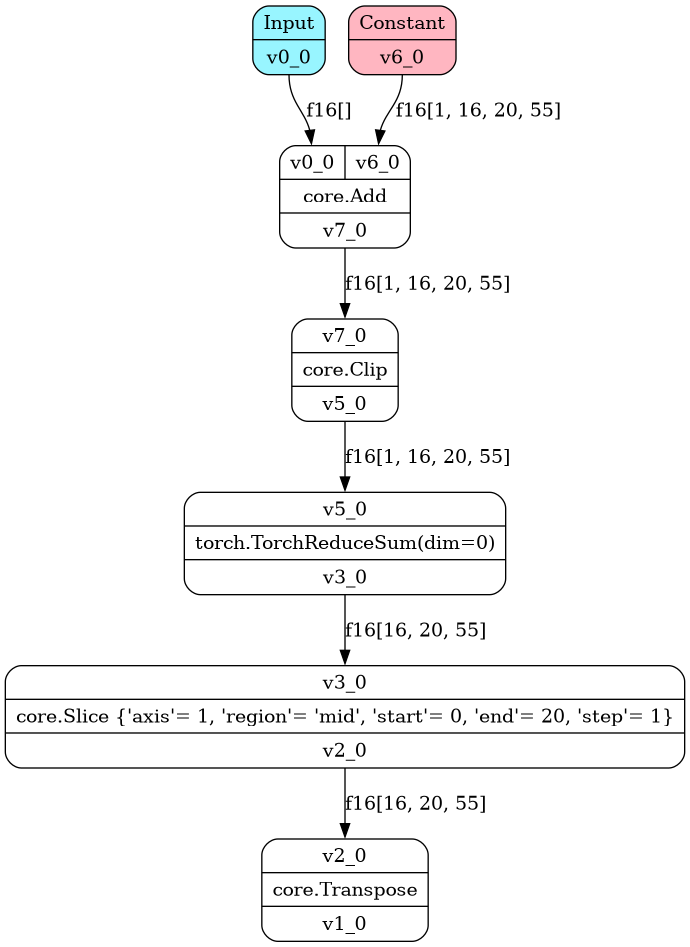 Input
v0_0
Constant
v6_0
f16[]
f16[1, 16, 20, 55]
v0_0
v6_0
core.Add
v7_0
f16[1, 16, 20, 55]
v7_0
core.Clip
v5_0
f16[1, 16, 20, 55]
v5_0
torch.TorchReduceSum(dim=0)
v3_0
f16[16, 20, 55]
v3_0
core.Slice {'axis'= 1, 'region'= 'mid', 'start'= 0, 'end'= 20, 'step'= 1}
v2_0
f16[16, 20, 55]
v2_0
core.Transpose
v1_0